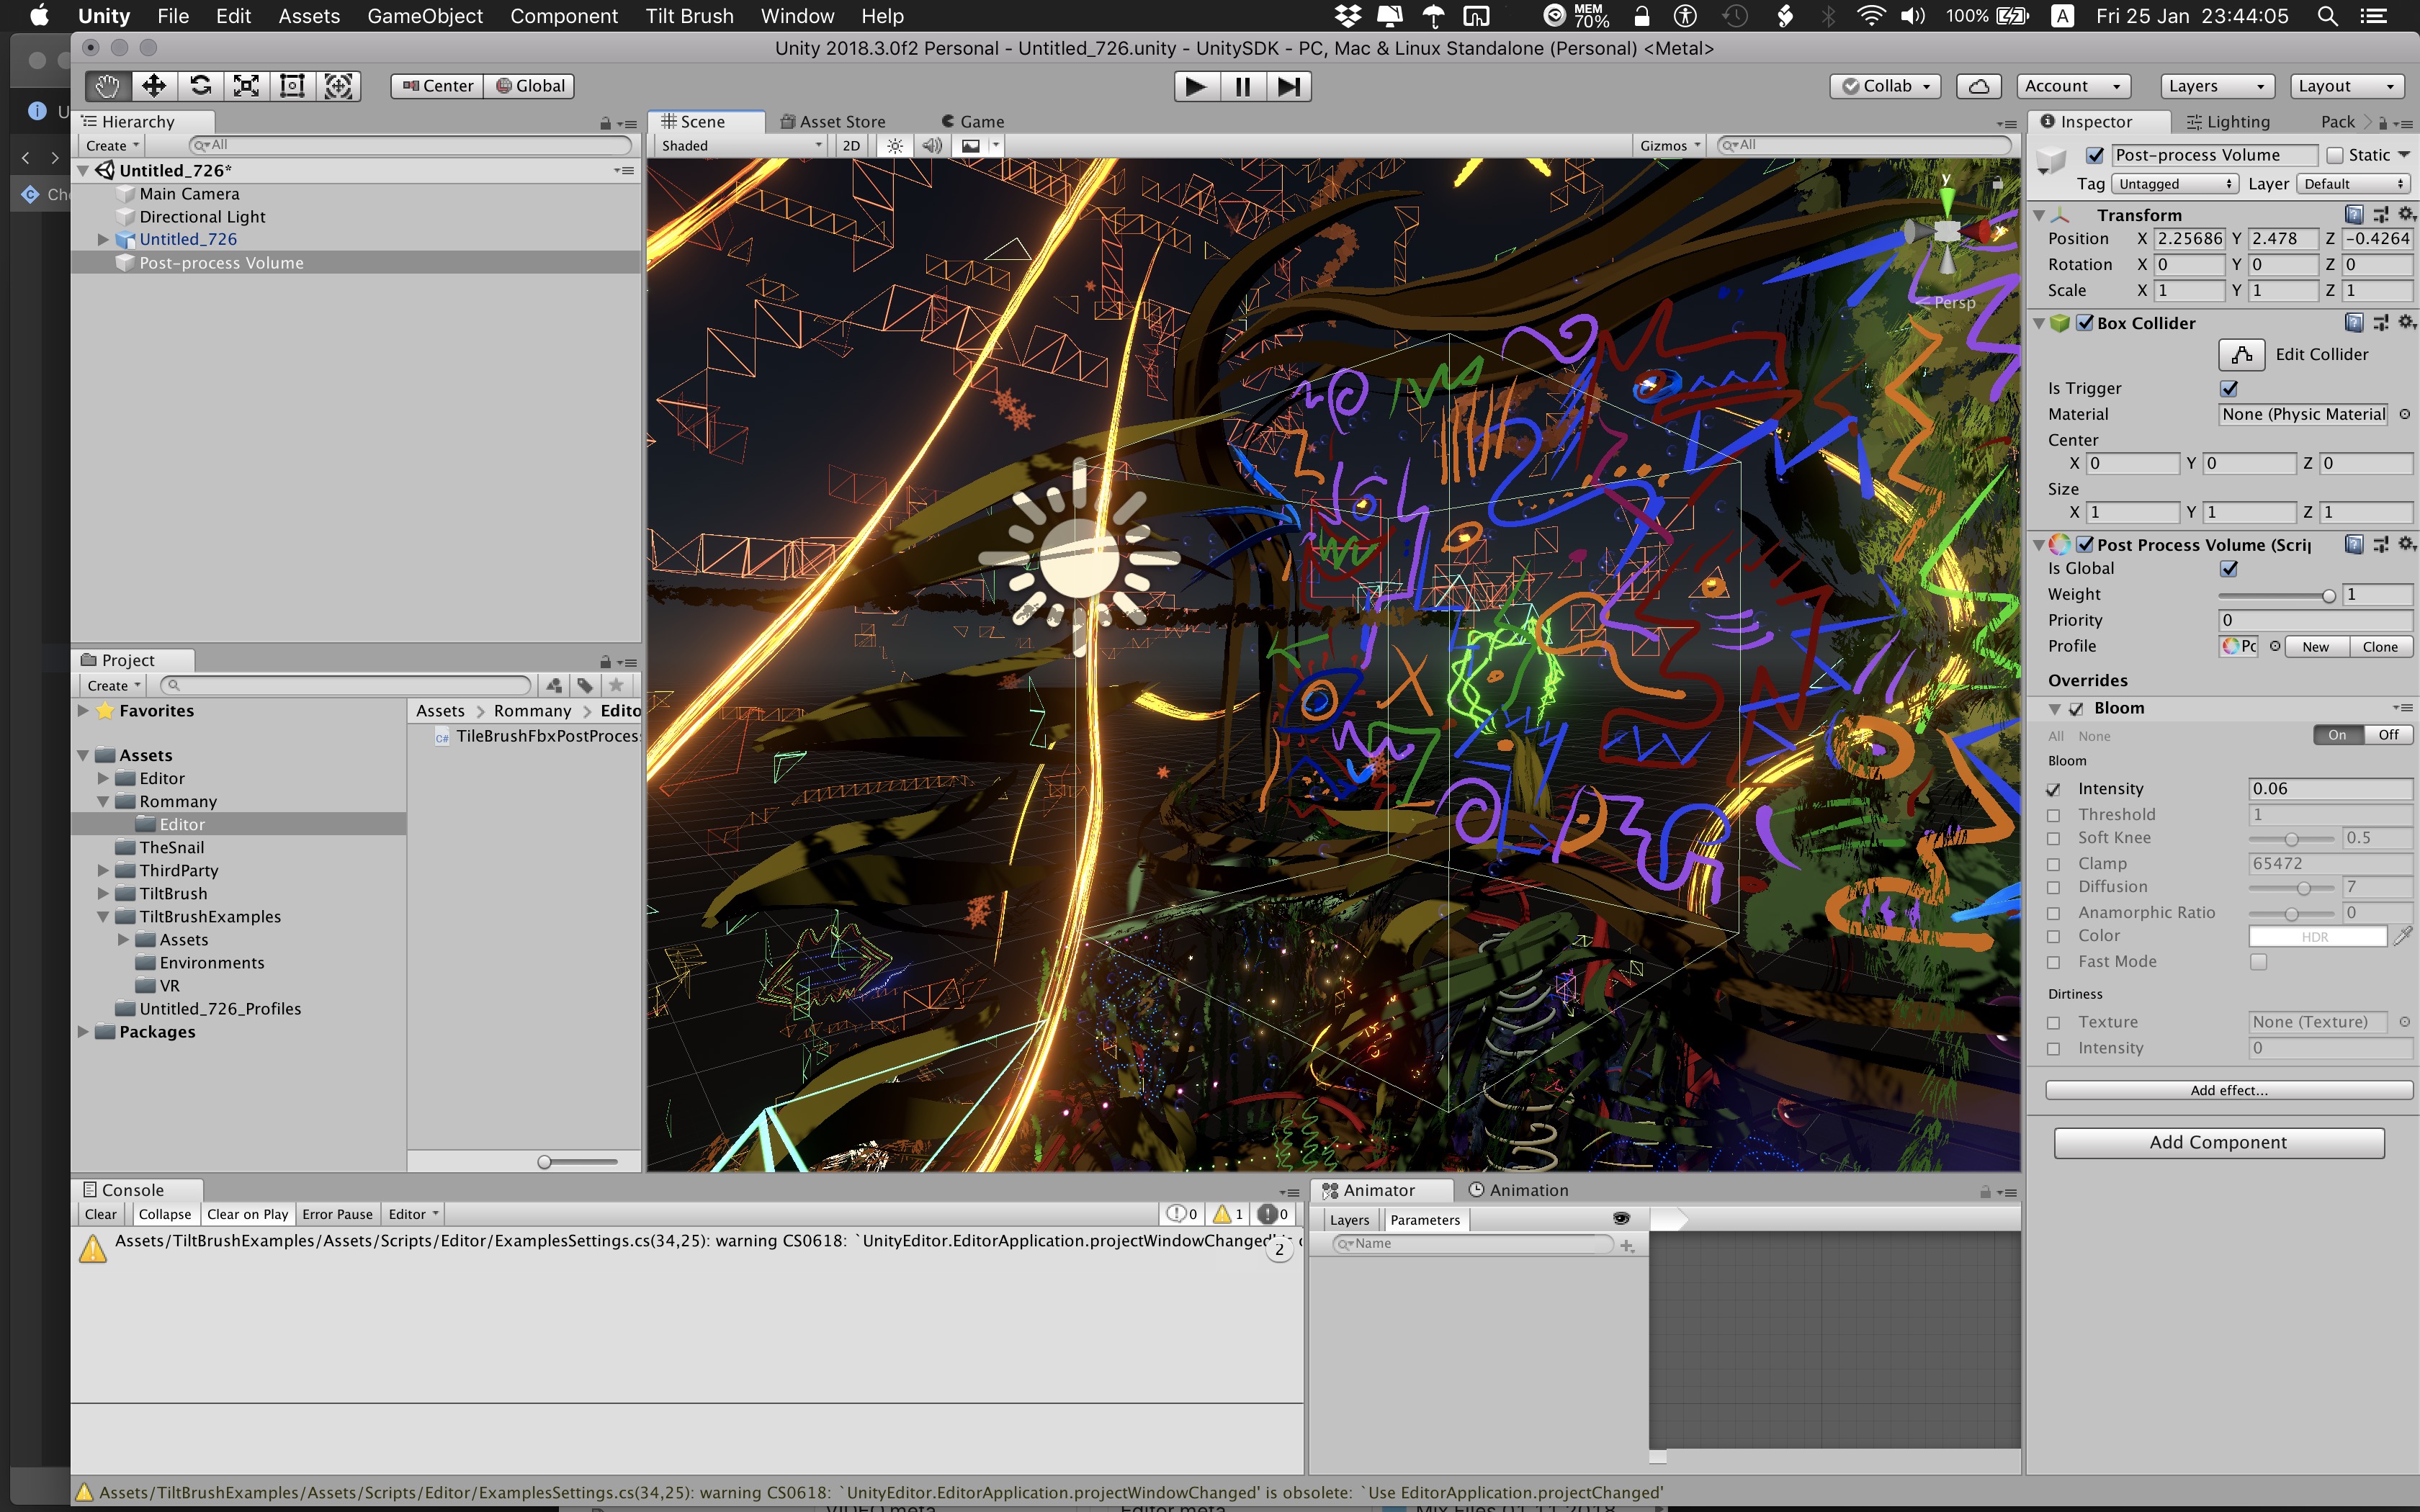 Unity File Edit Assets GameObject Component Tilt Brush Window Help MEM 70% 100% A Fri 25 Jan 23:44:05
Unity 2018.3.0f2 Personal - Untitled_726.unity - UnitySDK - PC, Mac & Linux Standalone (Personal) <Metal>
Center Global Collab Account Layers Layout
Hierarchy
Create All
Untitled_726*
Main Camera
Directional Light
Untitled_726
Post-process Volume
Project
Create
Favorites
Assets
Editor
Rommany
Editor
TheSnail
ThirdParty
TiltBrush
TiltBrushExamples
Assets
Environments
VR
Untitled_726_Profiles
Packages
Assets > Rommany > Edito
C# TileBrushFbxPostProces
Scene Asset Store Game
Shaded 2D Gizmos All
y
Persp
Inspector Lighting Pack
Post-process Volume Static
Tag Untagged Layer Default
Transform
Position X 2.25686 Y 2.478 Z -0.4264
Rotation X 0 Y 0 Z 0
Scale X 1 Y 1 Z 1
Box Collider
Edit Collider
Is Trigger
Material None (Physic Material
Center
X 0 Y 0 Z 0
Size
X 1 Y 1 Z 1
Post Process Volume (Scrip
Is Global
Weight 1
Priority 0
Profile Pc New Clone
Overrides
Bloom
All None On Off
Bloom
Intensity 0.06
Threshold 1
Soft Knee 0.5
Clamp 65472
Diffusion 7
Anamorphic Ratio 0
Color HDR
Fast Mode
Dirtiness
Texture None (Texture)
Intensity 0
Add effect...
Add Component
Console
Clear Collapse Clear on Play Error Pause Editor 0 1 0
Assets/TiltBrushExamples/Assets/Scripts/Editor/ExamplesSettings.cs(34,25): warning CS0618: `UnityEditor.EditorApplication.projectWindowChanged'
2
Animator Animation
Layers Parameters
Name
Assets/TiltBrushExamples/Assets/Scripts/Editor/ExamplesSettings.cs(34,25): warning CS0618: `UnityEditor.EditorApplication.projectWindowChanged' is obsolete: `Use EditorApplication.projectChanged'